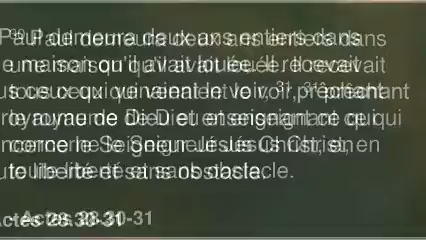 ³⁰ Paul demeura deux ans entiers dans
une maison qu'il avait louée. Il recevait
tous ceux qui venaient le voir, ³¹ prêchant
le royaume de Dieu et enseignant ce qui
concerne le Seigneur Jésus Christ, en
toute liberté et sans obstacle.
Actes 28.30-31